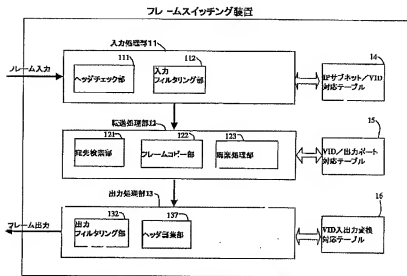 フレームスイッチング装置
入力処理部11
111
ヘッダチェック部
112
入力
フィルタリング部
フレーム入力
14
IPサブネット/VID
対応テーブル
転送処理部12
121
宛先検索部
122
フレームコピー部
123
廃棄処理部
15
VID/出力ポート
対応テーブル
出力処理部13
132
出力
フィルタリング部
137
ヘッダ編集部
フレーム出力
16
VID入出力変換
対応テーブル